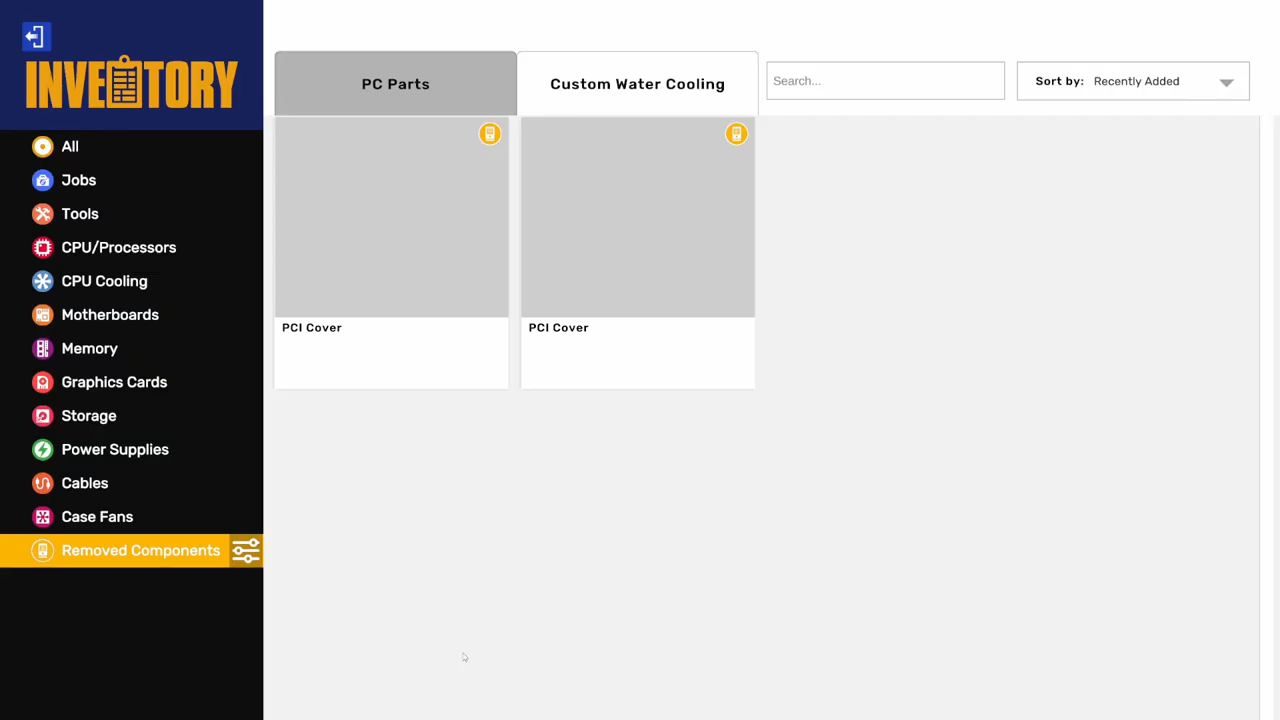 INVENTORY
All
Jobs
Tools
CPU/Processors
CPU Cooling
Motherboards
Memory
Graphics Cards
Storage
Power Supplies
Cables
Case Fans
Removed Components
PC Parts
Custom Water Cooling
Search...
Sort by: Recently Added
PCI Cover
PCI Cover